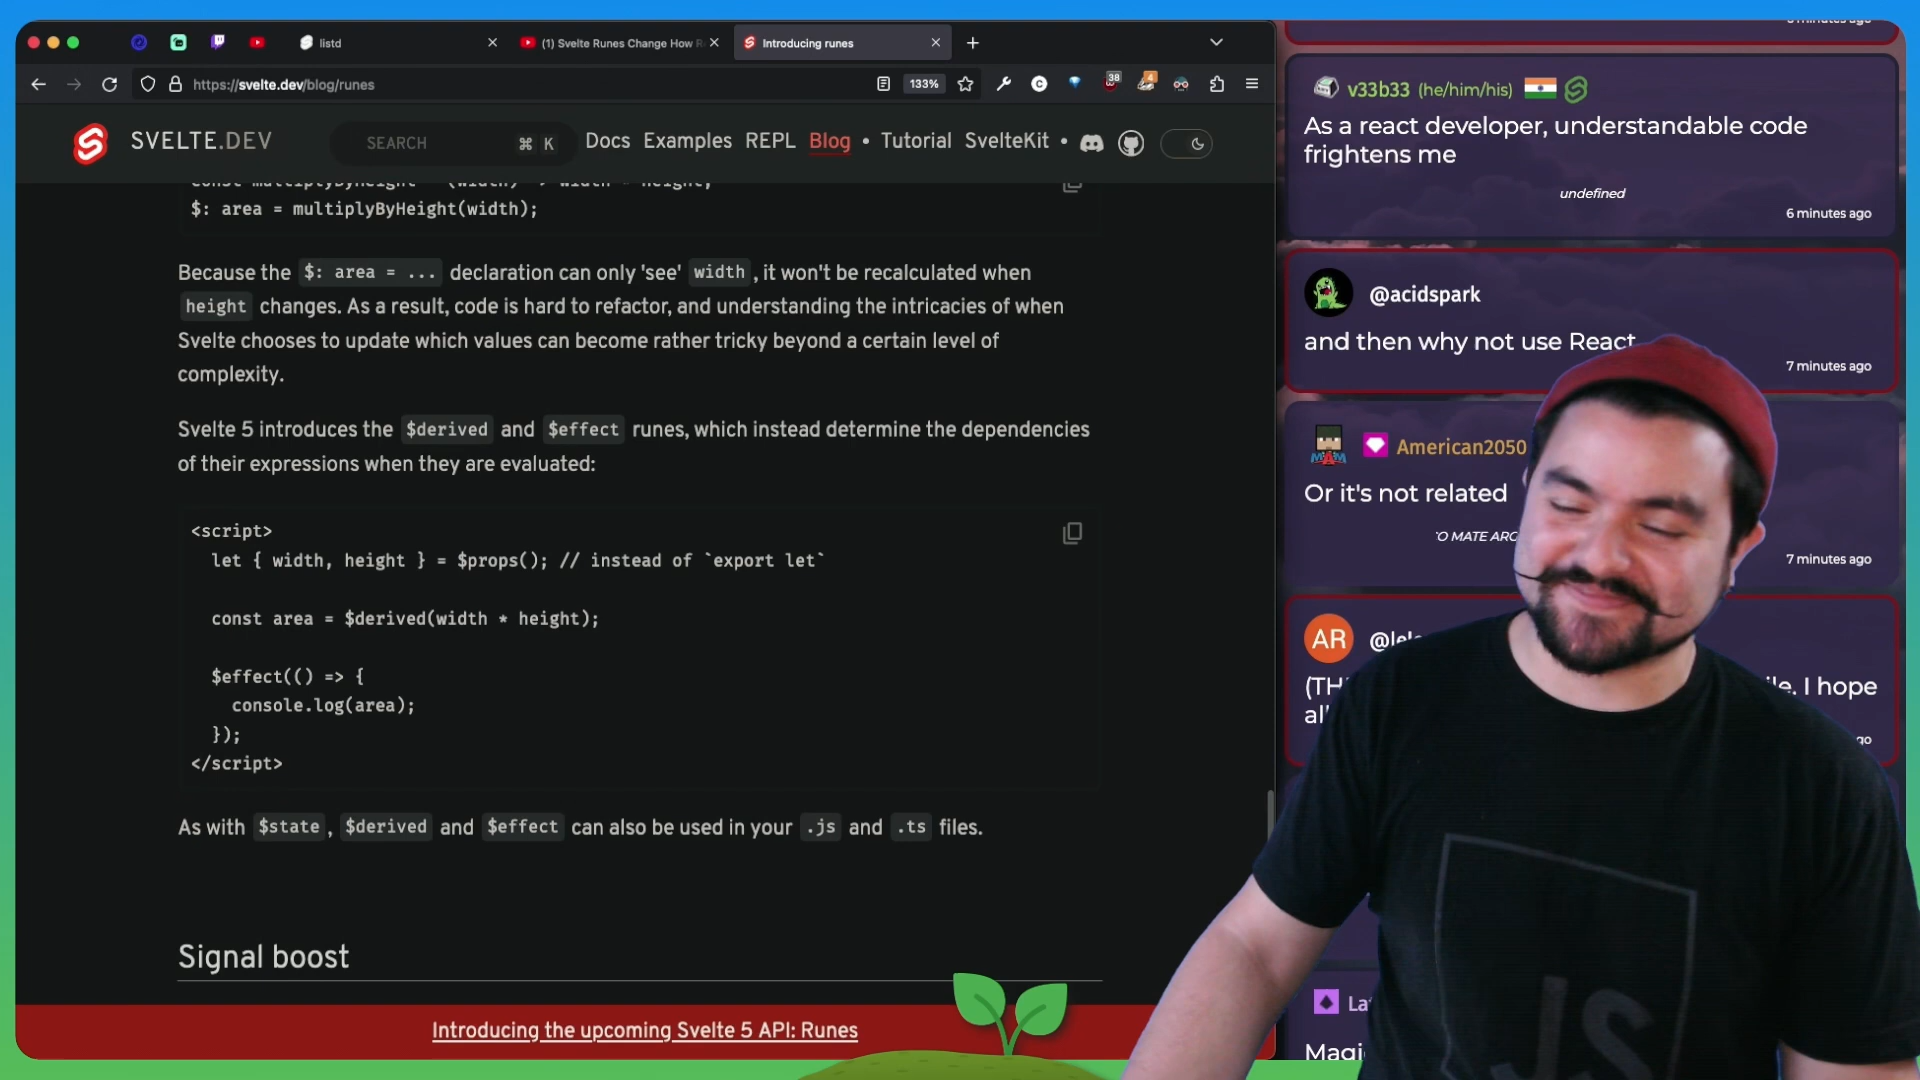 listd
(1) Svelte Runes Change How R
Introducing runes
https://svelte.dev/blog/runes
133%
38
4
SVELTE.DEV
SEARCH
⌘ K
Docs Examples REPL Blog • Tutorial SvelteKit •
$: area = multiplyByHeight(width);
Because the $: area = ... declaration can only 'see' width, it won't be recalculated when
height changes. As a result, code is hard to refactor, and understanding the intricacies of when
Svelte chooses to update which values can become rather tricky beyond a certain level of
complexity.
Svelte 5 introduces the $derived and $effect runes, which instead determine the dependencies
of their expressions when they are evaluated:
<script>
let { width, height } = $props(); // instead of `export let`
const area = $derived(width * height);
$effect(() => {
console.log(area);
});
</script>
As with $state, $derived and $effect can also be used in your .js and .ts files.
Signal boost
Introducing the upcoming Svelte 5 API: Runes
v33b33 (he/him/his)
As a react developer, understandable code
frightens me
undefined
6 minutes ago
@acidspark
and then why not use React
7 minutes ago
American2050
Or it's not related
7 minutes ago
AR
I hope
JS